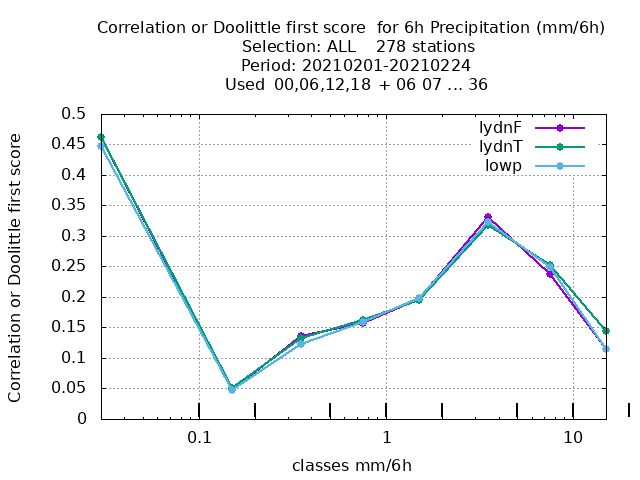 Correlation or Doolittle first score  for 6h Precipitation (mm/6h)
Selection: ALL    278 stations
Period: 20210201-20210224
Used  00,06,12,18  + 06 07 ... 36
Correlation or Doolittle first score
0.5
0.45
0.4
0.35
0.3
0.25
0.2
0.15
0.1
0.05
0
lydnF
lydnT
lowp
0.1
1
10
classes mm/6h